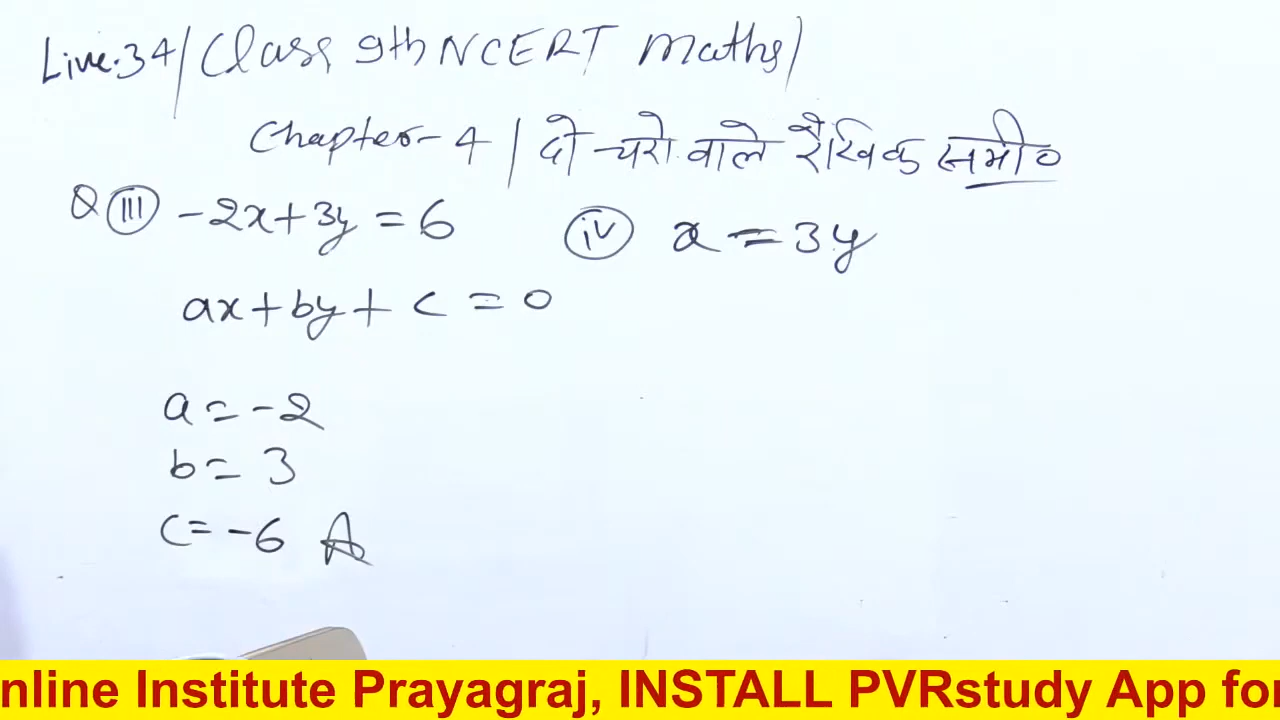 Live.34/Class 9th NCERT Maths/
Chapter-4/दो चरो वाले रैखिक समी०
Q (iii) -2x+3y=6 (iv) x=3y
ax+by+c=0
a=-2
b=3
c=-6 A
nline Institute Prayagraj, INSTALL PVRstudy App for